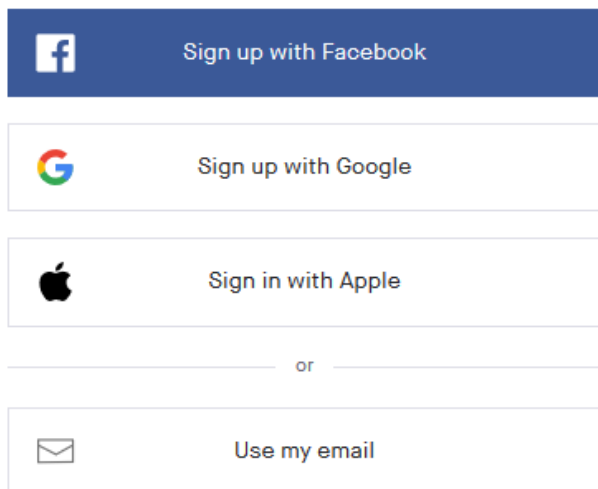 Sign up with Facebook
Sign up with Google
Sign in with Apple
or
Use my email